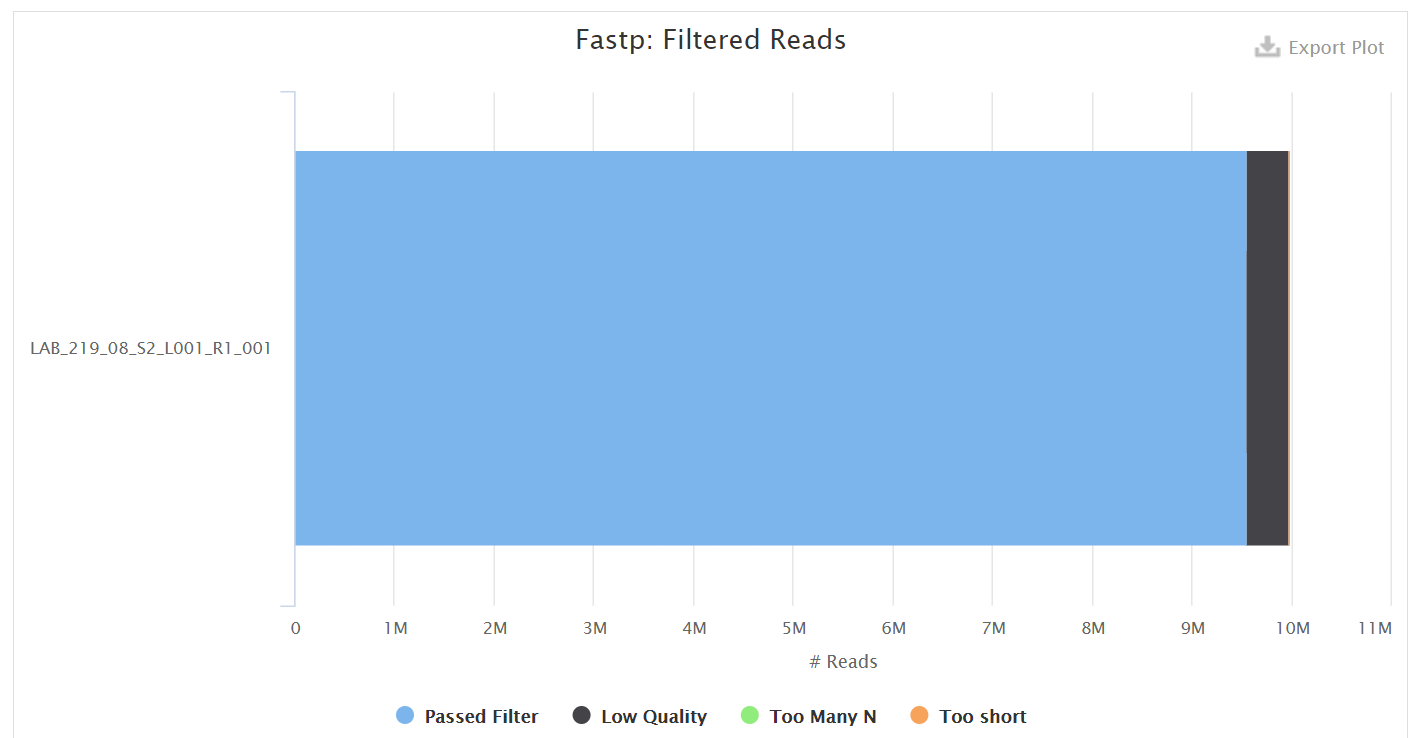 Fastp: Filtered Reads
Export Plot
LAB_219_08_S2_L001_R1_001
0 1M 2M 3M 4M 5M 6M 7M 8M 9M 10M 11M
# Reads
Passed Filter Low Quality Too Many N Too short